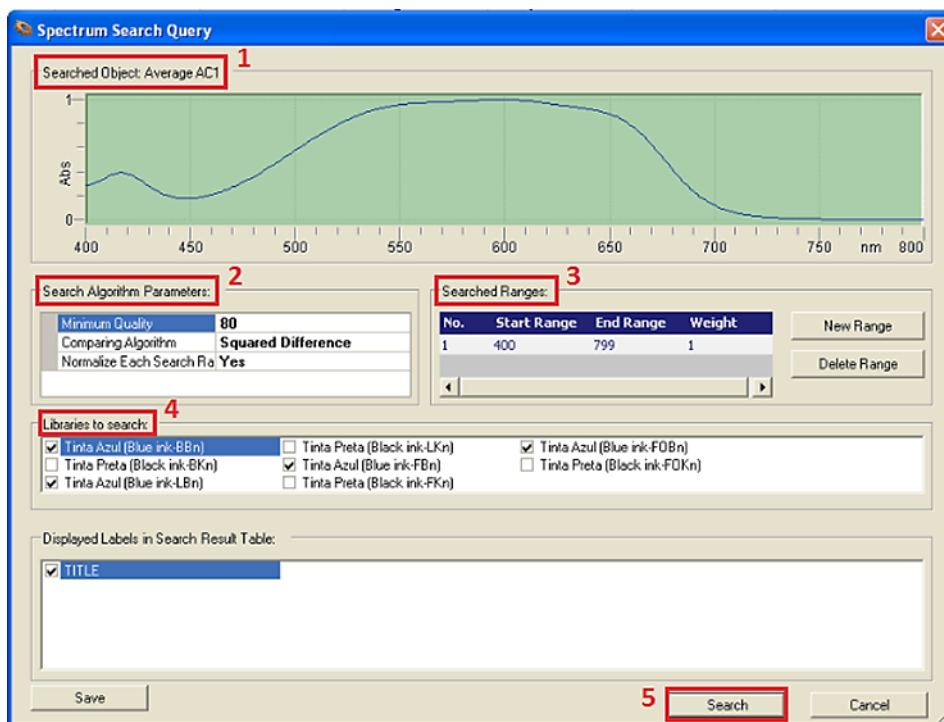 Spectrum Search Query
1
Searched Object: Average AC1
1
Abs
0
400 450 500 550 600 650 700 750 nm 800
2
Search Algorithm Parameters:
Minimum Quality 80
Comparing Algorithm Squared Difference
Normalize Each Search Ra Yes
3
Searched Ranges:
No. Start Range End Range Weight
1 400 799 1
New Range
Delete Range
4
Libraries to search:
Tinta Azul (Blue ink-BBn) Tinta Preta (Black ink-LKn) Tinta Azul (Blue ink-FOBn)
Tinta Preta (Black ink-BKn) Tinta Azul (Blue ink-FBn) Tinta Preta (Black ink-FOKn)
Tinta Azul (Blue ink-LBn) Tinta Preta (Black ink-FKn)
Displayed Labels in Search Result Table:
TITLE
Save 5 Search Cancel